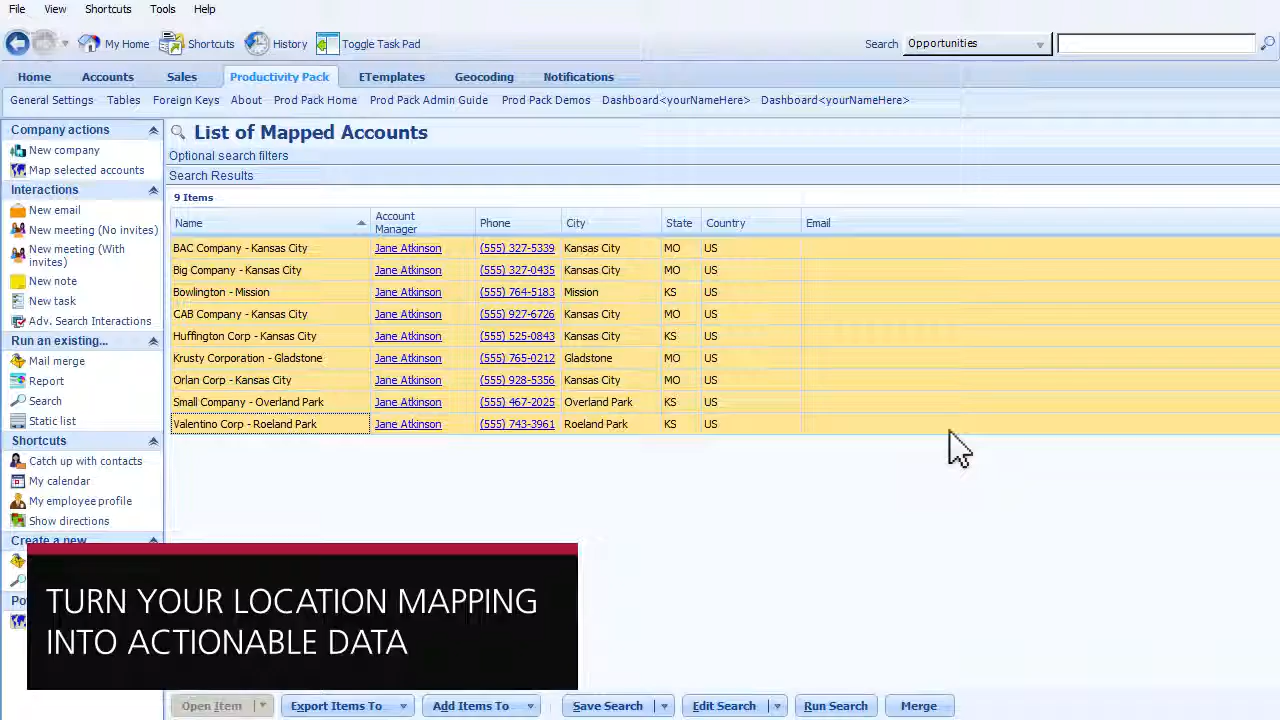 File View Shortcuts Tools Help
My Home Shortcuts History Toggle Task Pad Search Opportunities
Home Accounts Sales Productivity Pack ETemplates Geocoding Notifications
General Settings Tables Foreign Keys About Prod Pack Home Prod Pack Admin Guide Prod Pack Demos Dashboard<yourNameHere> Dashboard<yourNameHere>
Company actions
New company
Map selected accounts
Interactions
New email
New meeting (No invites)
New meeting (With
invites)
New note
New task
Adv. Search Interactions
Run an existing...
Mail merge
Report
Search
Static list
Shortcuts
Catch up with contacts
My calendar
My employee profile
Show directions
Create a new
List of Mapped Accounts
Optional search filters
Search Results
9 Items
Name Account Manager Phone City State Country Email
BAC Company - Kansas City Jane Atkinson (555) 327-5339 Kansas City MO US
Big Company - Kansas City Jane Atkinson (555) 327-0435 Kansas City MO US
Bowlington - Mission Jane Atkinson (555) 764-5183 Mission KS US
CAB Company - Kansas City Jane Atkinson (555) 927-6726 Kansas City MO US
Huffington Corp - Kansas City Jane Atkinson (555) 525-0843 Kansas City KS US
Krusty Corporation - Gladstone Jane Atkinson (555) 765-0212 Gladstone MO US
Orlan Corp - Kansas City Jane Atkinson (555) 928-5356 Kansas City MO US
Small Company - Overland Park Jane Atkinson (555) 467-2025 Overland Park KS US
Valentino Corp - Roeland Park Jane Atkinson (555) 743-3961 Roeland Park KS US
TURN YOUR LOCATION MAPPING
INTO ACTIONABLE DATA
Open Item Export Items To Add Items To Save Search Edit Search Run Search Merge